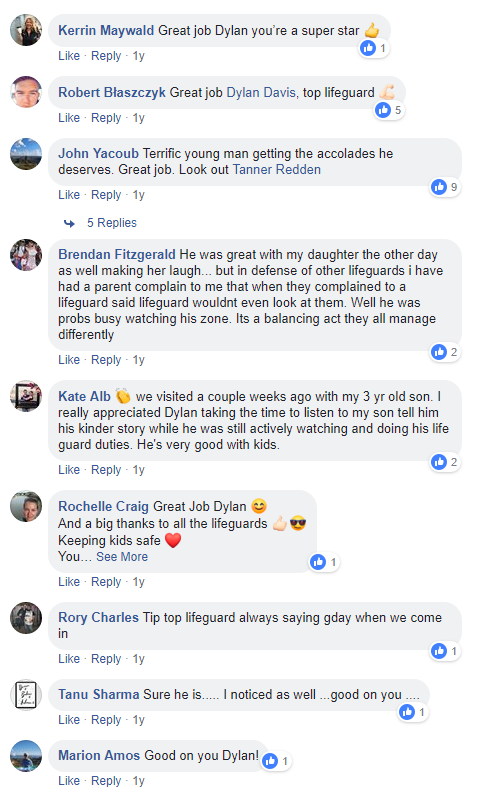 Kerrin Maywald Great job Dylan you're a super star 👍
1
Like · Reply · 1y
Robert Błaszczyk Great job Dylan Davis, top lifeguard 💪🏻
5
Like · Reply · 1y
John Yacoub Terrific young man getting the accolades he
deserves. Great job. Look out Tanner Redden
9
Like · Reply · 1y
5 Replies
Brendan Fitzgerald He was great with my daughter the other day
as well making her laugh... but in defense of other lifeguards i have
had a parent complain to me that when they complained to a
lifeguard said lifeguard wouldnt even look at them. Well he was
probs busy watching his zone. Its a balancing act they all manage
differently
2
Like · Reply · 1y
Kate Alb 👏 we visited a couple weeks ago with my 3 yr old son. I
really appreciated Dylan taking the time to listen to my son tell him
his kinder story while he was still actively watching and doing his life
guard duties. He's very good with kids.
2
Like · Reply · 1y
Rochelle Craig Great Job Dylan 😊
And a big thanks to all the lifeguards 👍🏻😎
Keeping kids safe ❤️
You... See More
1
Like · Reply · 1y
Rory Charles Tip top lifeguard always saying gday when we come
in
1
Like · Reply · 1y
Tanu Sharma Sure he is..... I noticed as well ...good on you ....
1
Like · Reply · 1y
Marion Amos Good on you Dylan!
1
Like · Reply · 1y